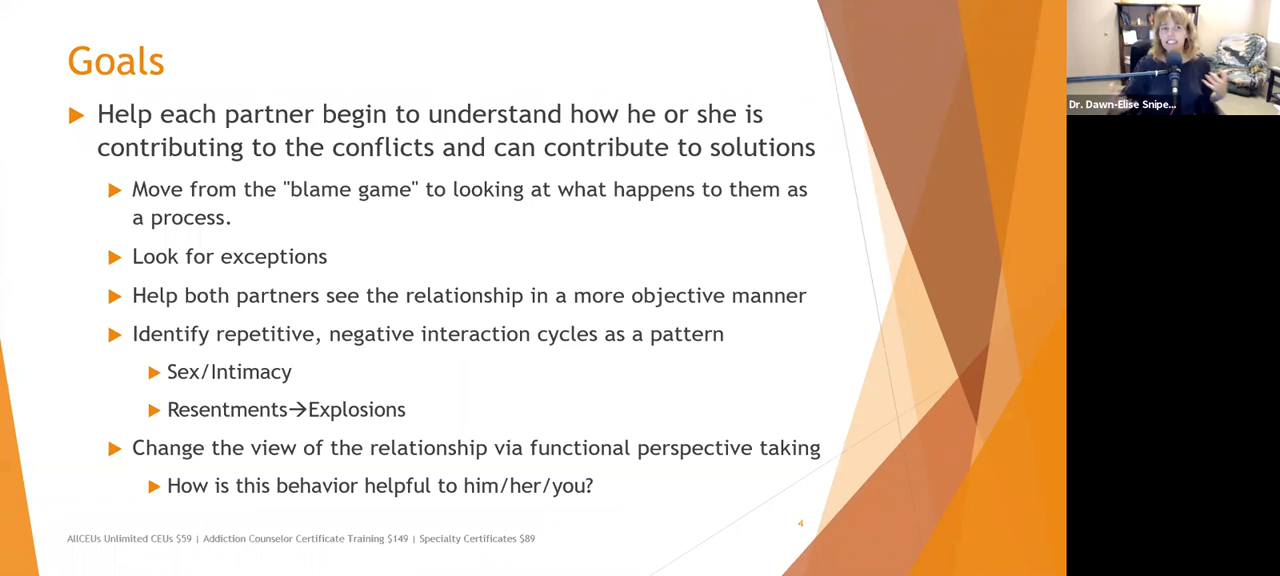 Goals
Help each partner begin to understand how he or she is
contributing to the conflicts and can contribute to solutions
Move from the "blame game" to looking at what happens to them as
a process.
Look for exceptions
Help both partners see the relationship in a more objective manner
Identify repetitive, negative interaction cycles as a pattern
Sex/Intimacy
Resentments→Explosions
Change the view of the relationship via functional perspective taking
How is this behavior helpful to him/her/you?
4
AllCEUs Unlimited CEUs $59 | Addiction Counselor Certificate Training $149 | Specialty Certificates $89
Dr. Dawn-Elise Snipe...